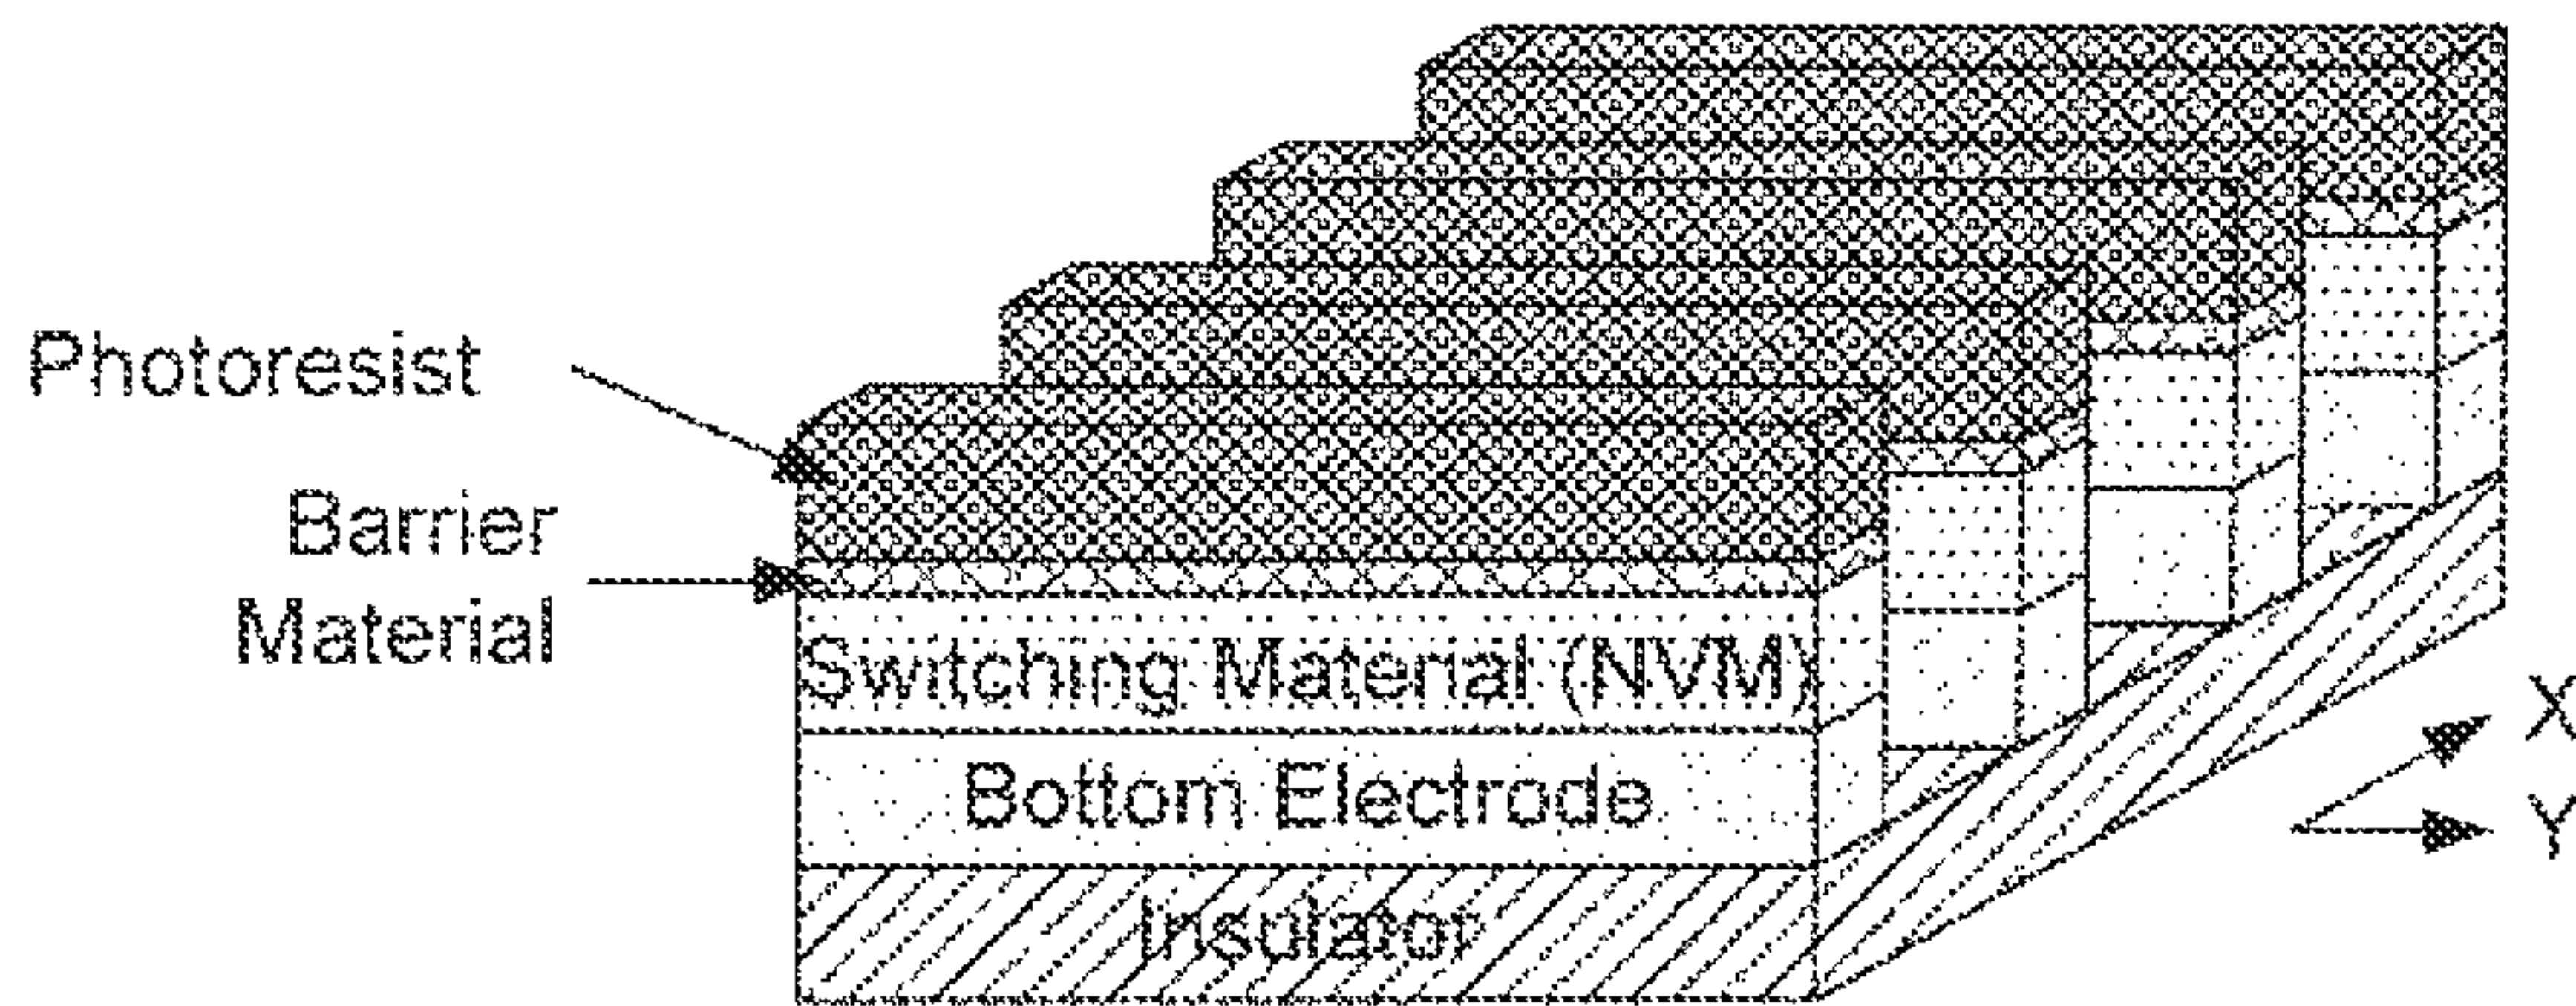 Photoresist
Barrier
Material
Switching Material (NVM)
Bottom Electrode
Insulator
X
Y